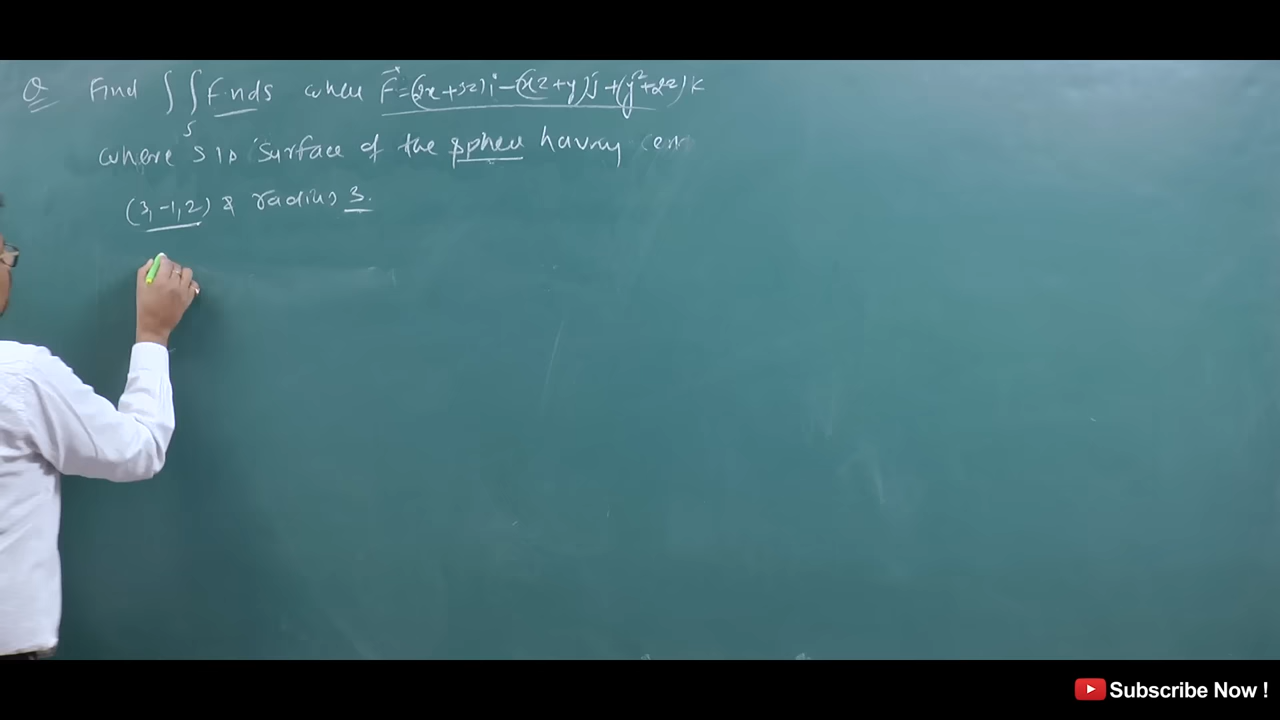 Q Find ∫∫ F.nds where F⃗ = (2x+3z)i - (xz+y)j + (y²+2z)k
S
where S is surface of the sphere having cen
(3,-1,2) & radius 3.
Subscribe Now !